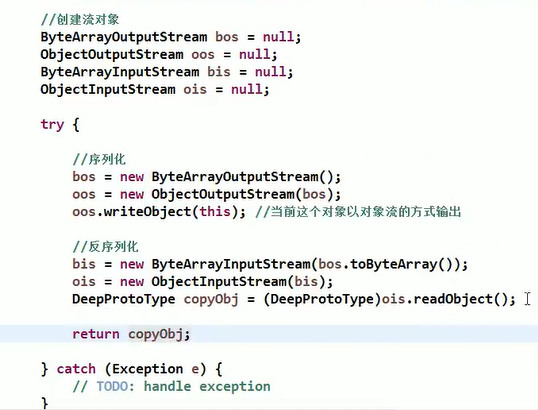 //创建流对象
ByteArrayOutputStream bos = null;
ObjectOutputStream oos = null;
ByteArrayInputStream bis = null;
ObjectInputStream ois = null;
try {
//序列化
bos = new ByteArrayOutputStream();
oos = new ObjectOutputStream(bos);
oos.writeObject(this); //当前这个对象以对象流的方式输出
//反序列化
bis = new ByteArrayInputStream(bos.toByteArray());
ois = new ObjectInputStream(bis);
DeepProtoType copyObj = (DeepProtoType)ois.readObject();
return copyObj;
} catch (Exception e) {
// TODO: handle exception
}